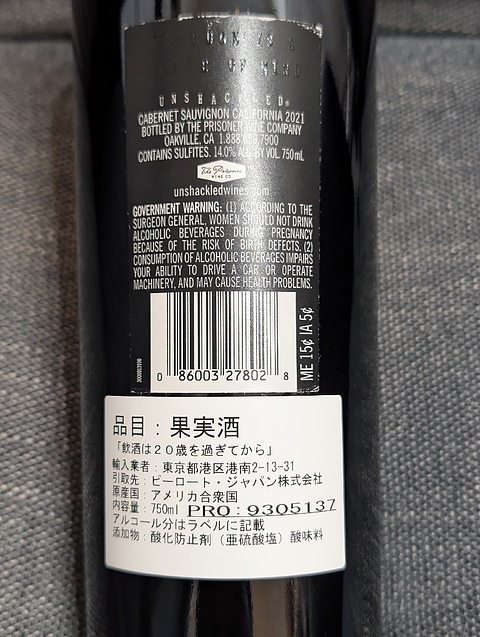 UNSHACKLED®
CABERNET SAUVIGNON CALIFORNIA 2021
BOTTLED BY THE PRISONER WINE COMPANY
OAKVILLE, CA 1.888 7900
CONTAINS SULFITES. 14.0% ALC BY VOL. 750mL
The Prisoner
WINE CO.
unshackledwines.com
GOVERNMENT WARNING: (1) ACCORDING TO THE
SURGEON GENERAL, WOMEN SHOULD NOT DRINK
ALCOHOLIC BEVERAGES DURING PREGNANCY
BECAUSE OF THE RISK OF BIRTH DEFECTS. (2)
CONSUMPTION OF ALCOHOLIC BEVERAGES IMPAIRS
YOUR ABILITY TO DRIVE A CAR OR OPERATE
MACHINERY, AND MAY CAUSE HEALTH PROBLEMS.
ME 15¢ IA 5¢
0 86003 27802 8
品目：果実酒
「飲酒は20歳を過ぎてから」
輸入業者：東京都港区港南2-13-31
引取先：ピーロート・ジャパン株式会社
原産国：アメリカ合衆国
内容量：750ml PRO:9305137
アルコール分はラベルに記載
添加物：酸化防止剤（亜硫酸塩）酸味料